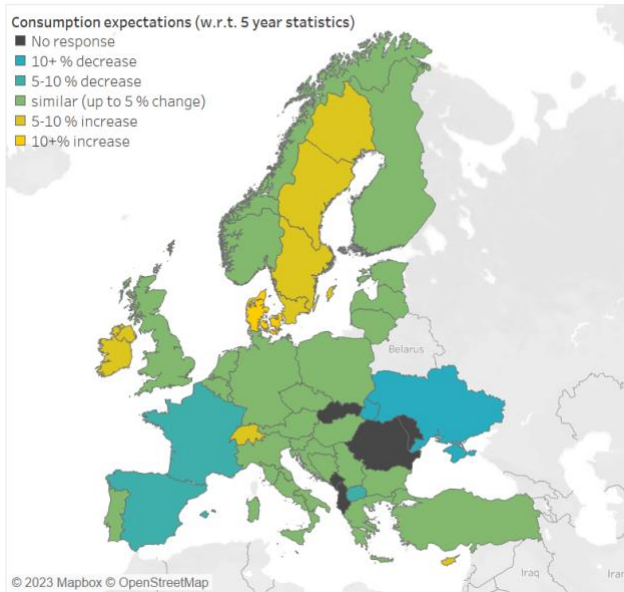 Consumption expectations (w.r.t. 5 year statistics)
No response
10+ % decrease
5-10 % decrease
similar (up to 5 % change)
5-10 % increase
10+% increase
Belarus
Iraq
Iran
© 2023 Mapbox © OpenStreetMap